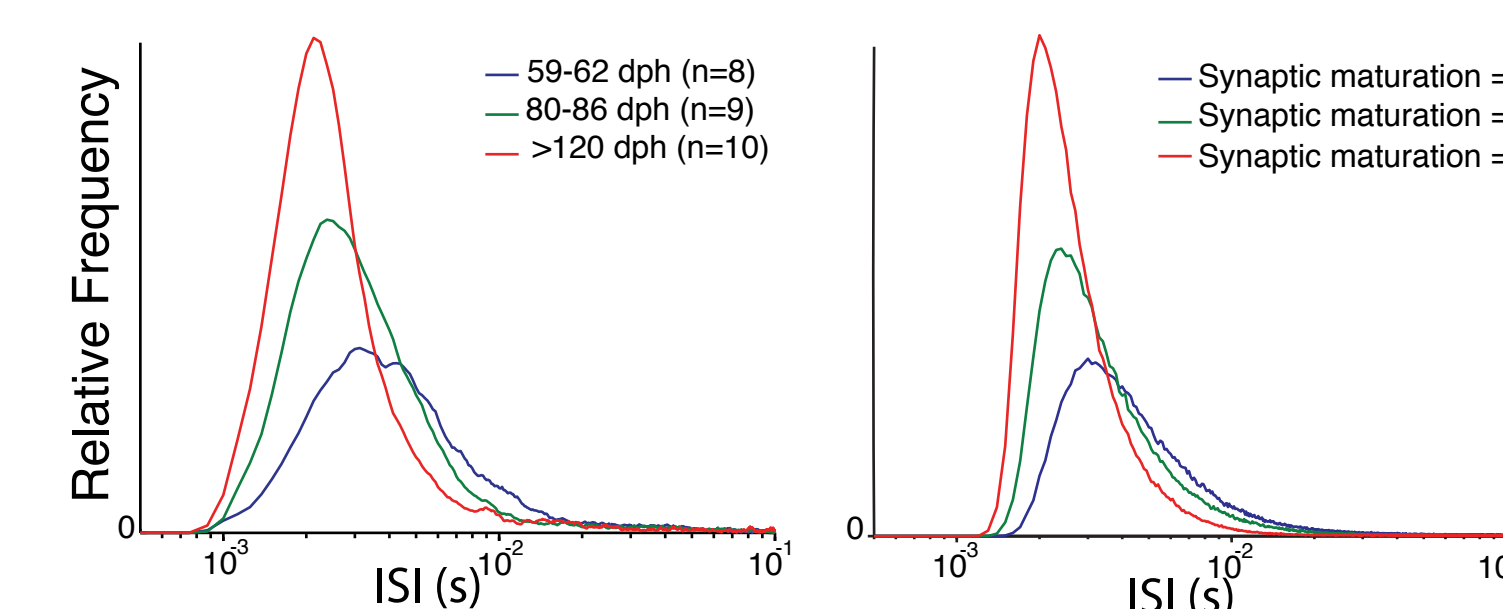 Relative Frequency
59-62 dph (n=8)
80-86 dph (n=9)
>120 dph (n=10)
0
10-3
10-2
10-1
ISI (s)
Synaptic maturation =
Synaptic maturation =
Synaptic maturation =
0
10-3
102
10
ISI (s)